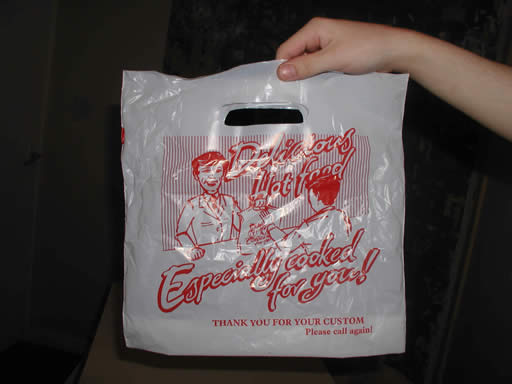 Delicious
Hot Food
Especially cooked
for you!
THANK YOU FOR YOUR CUSTOM
Please call again!